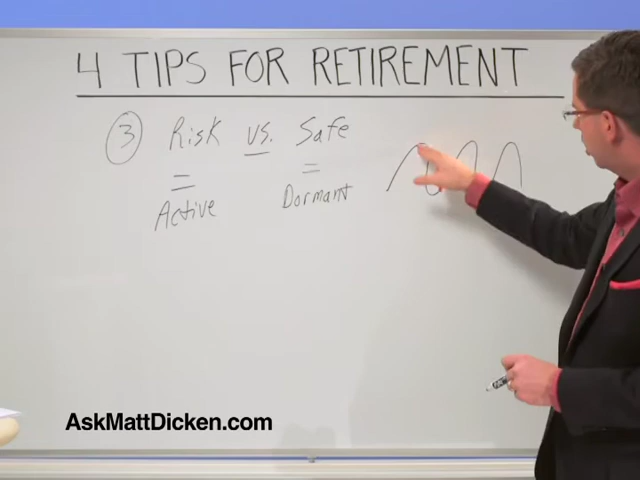 4 TIPS FOR RETIREMENT
3 Risk vs. Safe
= =
Active Dormant
AskMattDicken.com